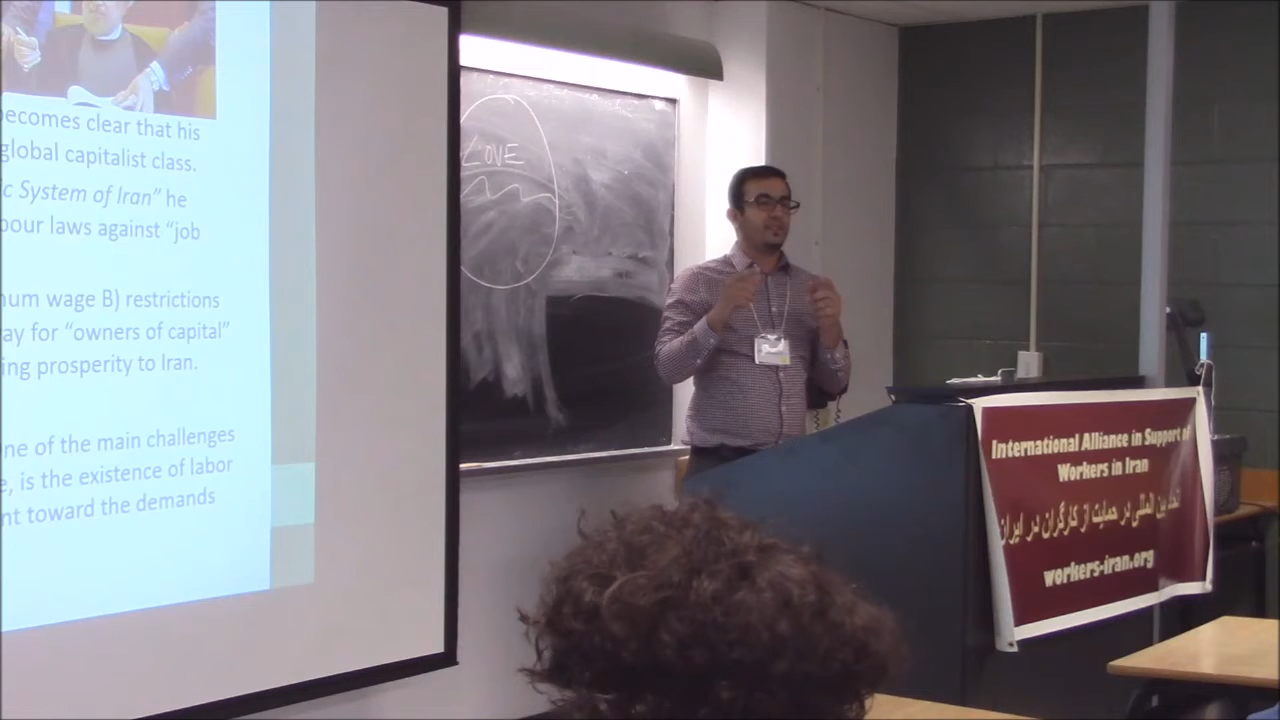 becomes clear that his
global capitalist class.
ic System of Iran” he
bour laws against “job
mum wage B) restrictions
way for “owners of capital”
ing prosperity to Iran.
one of the main challenges
e, is the existence of labor
nt toward the demands
LOVE
International Alliance in Support of
Workers in Iran
اتحاد بین المللی در حمایت از کارگران در ایران
workers-iran.org